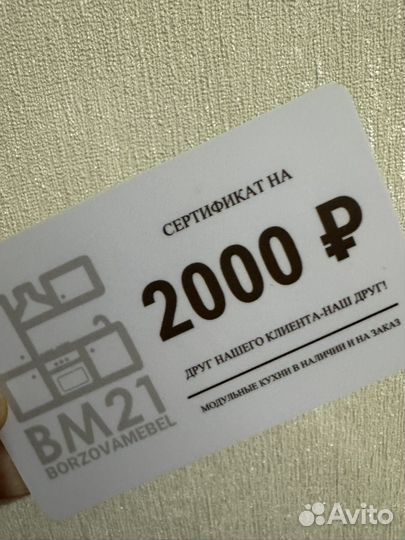 СЕРТИФИКАТ НА
2000 ₽
ДРУГ НАШЕГО КЛИЕНТА-НАШ ДРУГ!
МОДУЛЬНЫЕ КУХНИ В НАЛИЧИИ И НА ЗАКАЗ
BM21
BORZOVAMEBEL
Avito